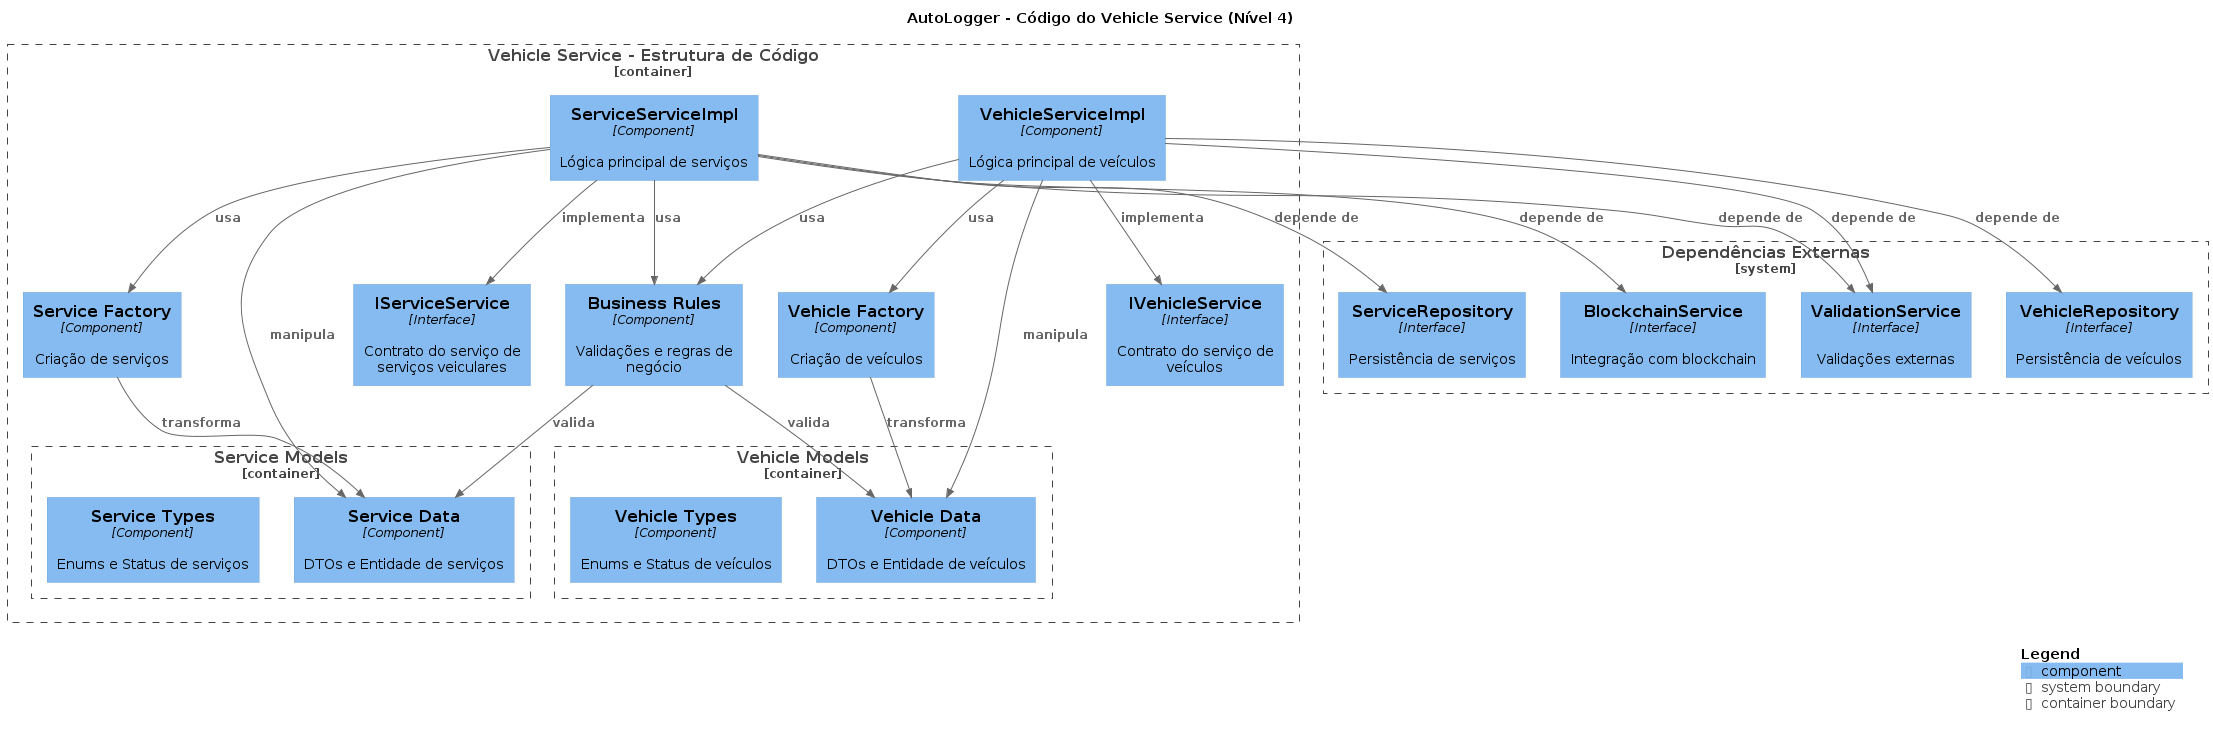 AutoLogger - Código do Vehicle Service (Nível 4)
Vehicle Service - Estrutura de Código
[container]
ServiceServiceImpl
[Component]
Lógica principal de serviços
VehicleServiceImpl
[Component]
Lógica principal de veículos
usa
implementa
usa
usa
usa
implementa
depende de
depende de
depende de
depende de
depende de
Dependências Externas
[system]
Service Factory
[Component]
Criação de serviços
manipula
IServiceService
[Interface]
Contrato do serviço de
serviços veiculares
Business Rules
[Component]
Validações e regras de
negócio
Vehicle Factory
[Component]
Criação de veículos
manipula
IVehicleService
[Interface]
Contrato do serviço de
veículos
ServiceRepository
[Interface]
Persistência de serviços
BlockchainService
[Interface]
Integração com blockchain
ValidationService
[Interface]
Validações externas
VehicleRepository
[Interface]
Persistência de veículos
transforma
valida
valida
transforma
Service Models
[container]
Service Types
[Component]
Enums e Status de serviços
Service Data
[Component]
DTOs e Entidade de serviços
Vehicle Models
[container]
Vehicle Types
[Component]
Enums e Status de veículos
Vehicle Data
[Component]
DTOs e Entidade de veículos
Legend
component
system boundary
container boundary